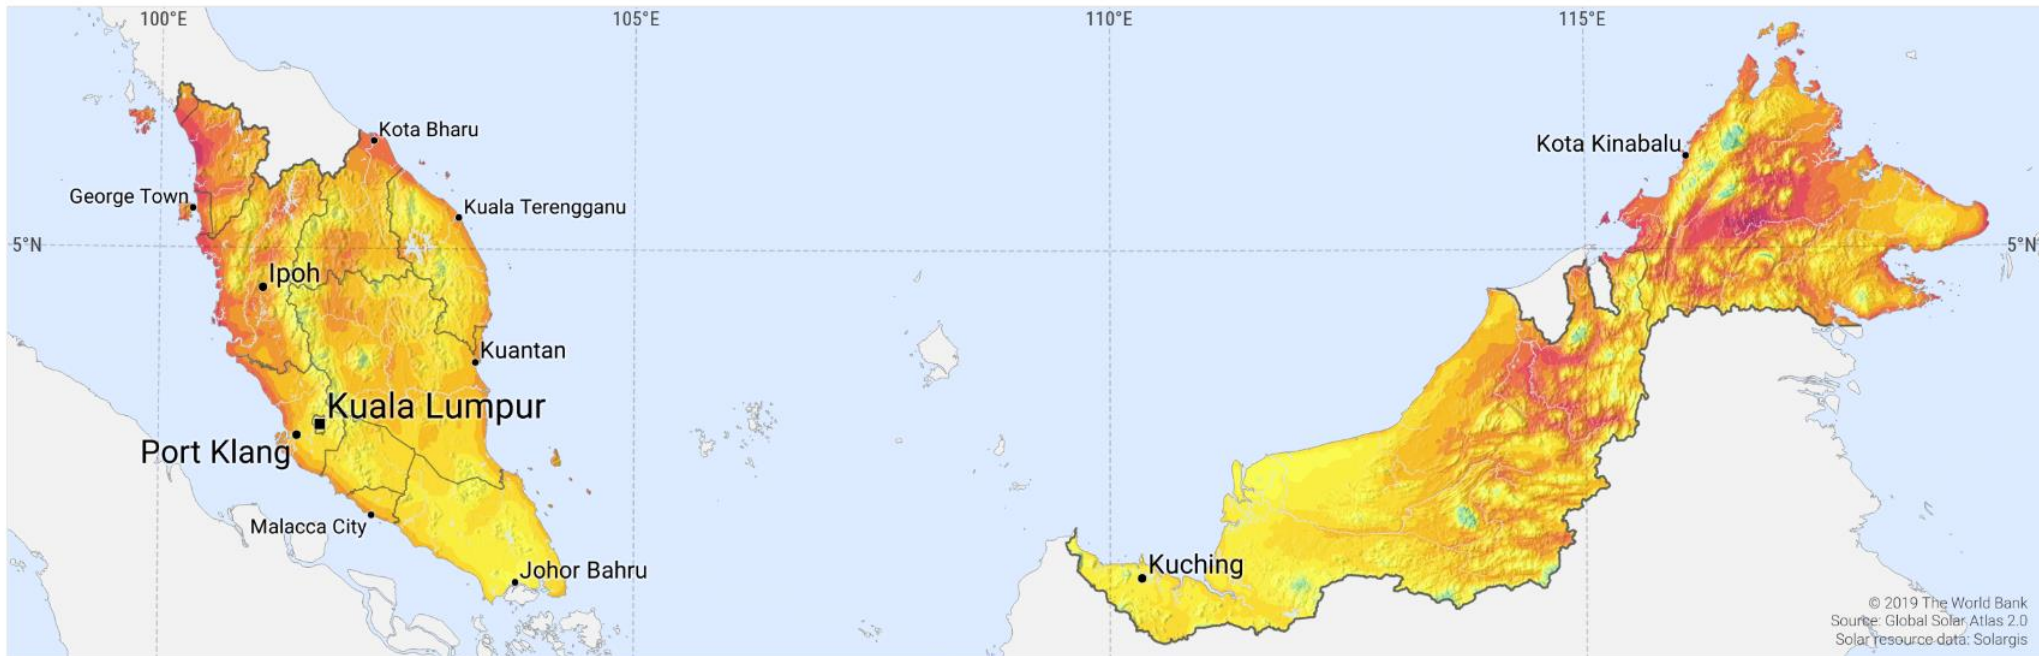 100°E
105°E
110°E
115°E
Kota Bharu
Kota Kinabalu
George Town
Kuala Terengganu
5°N
5°N
Ipoh
Kuantan
Kuala Lumpur
Port Klang
Malacca City
Johor Bahru
Kuching
© 2019 The World Bank
Source: Global Solar Atlas 2.0
Solar resource data: Solargis